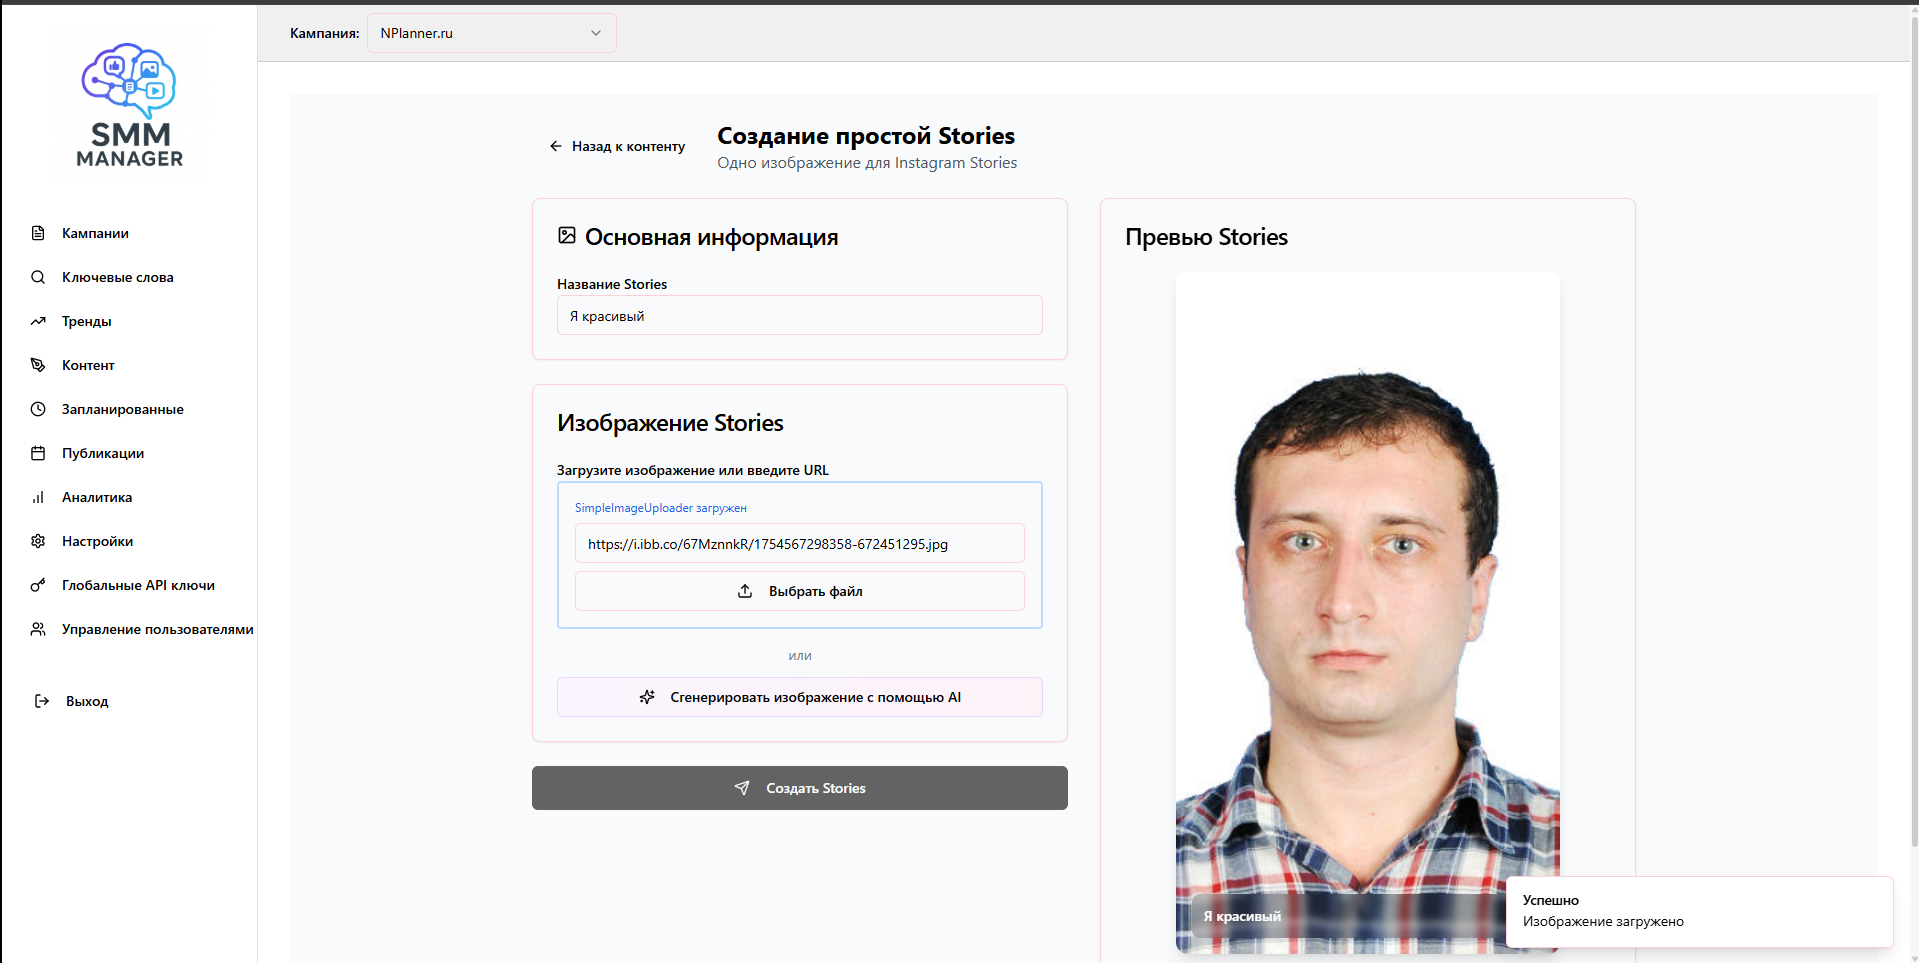 Кампания:
NPlanner.ru
SMM
MANAGER
Кампании
Ключевые слова
Тренды
Контент
Запланированные
Публикации
Аналитика
Настройки
Глобальные API ключи
Управление пользователями
Выход
Назад к контенту
Создание простой Stories
Одно изображение для Instagram Stories
Основная информация
Название Stories
Я красивый
Изображение Stories
Загрузите изображение или введите URL
SimpleImageUploader загружен
https://i.ibb.co/67MznnkR/1754567298358-672451295.jpg
Выбрать файл
или
Сгенерировать изображение с помощью AI
Создать Stories
Превью Stories
Я красивый
Успешно
Изображение загружено